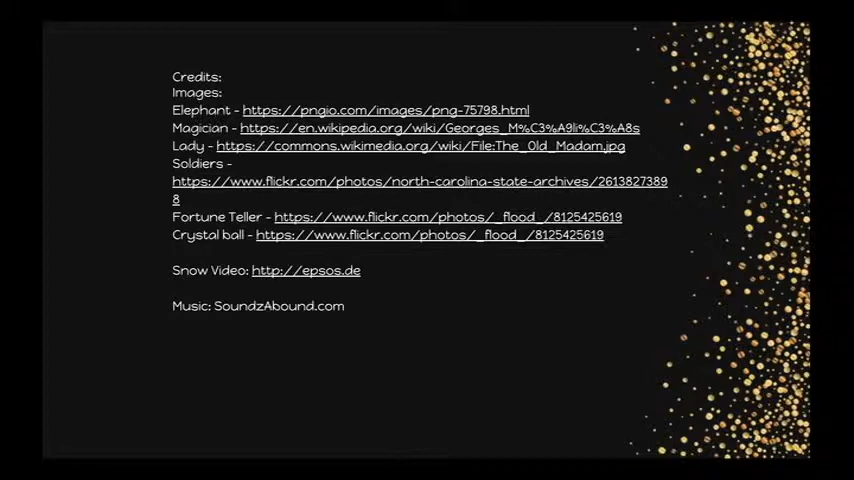 Credits:
Images:
Elephant - https://pngio.com/images/png-75798.html
Magician - https://en.wikipedia.org/wiki/Georges_M%C3%A9li%C3%A8s
Lady - https://commons.wikimedia.org/wiki/File:The_Old_Madam.jpg
Soldiers -
https://www.flickr.com/photos/north-carolina-state-archives/2613827389
8
Fortune Teller - https://www.flickr.com/photos/_flood_/8125425619
Crystal ball - https://www.flickr.com/photos/_flood_/8125425619
Snow Video: http://epsos.de
Music: SoundzAbound.com